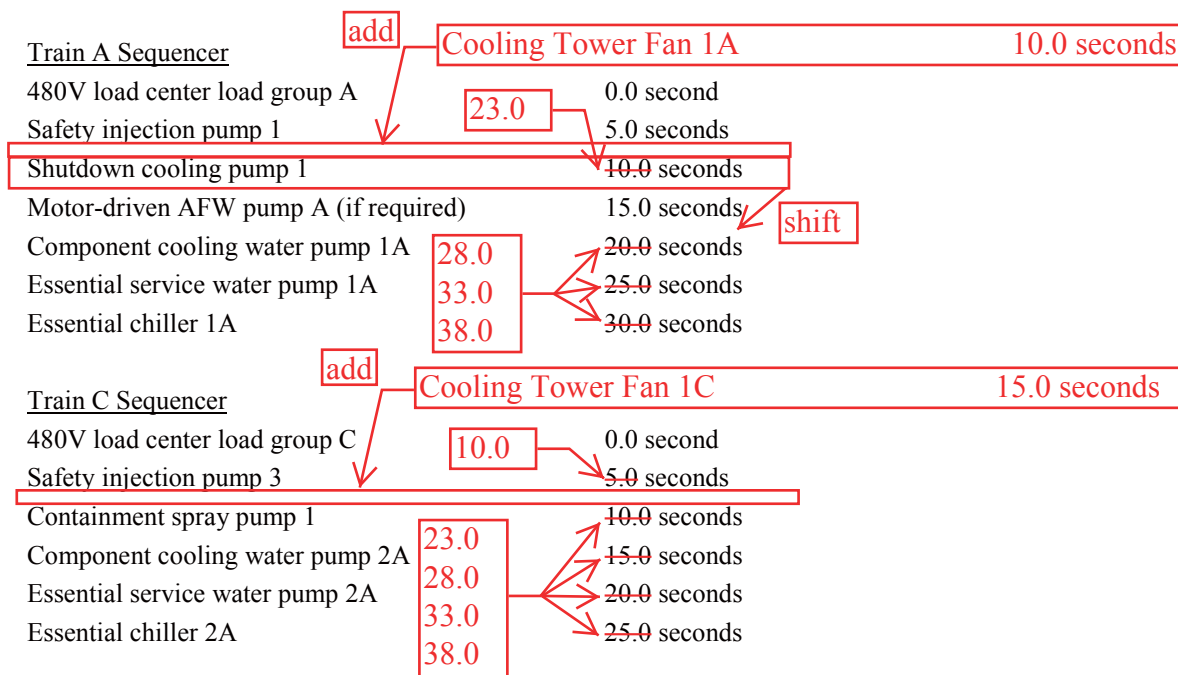 add
Cooling Tower Fan 1A 10.0 seconds
Train A Sequencer
480V load center load group A 0.0 second
23.0
Safety injection pump 1 5.0 seconds
Shutdown cooling pump 1 10.0 seconds
Motor-driven AFW pump A (if required) 15.0 seconds
shift
Component cooling water pump 1A 20.0 seconds
28.0
Essential service water pump 1A 25.0 seconds
33.0
Essential chiller 1A 30.0 seconds
38.0
add
Cooling Tower Fan 1C 15.0 seconds
Train C Sequencer
480V load center load group C 0.0 second
10.0
Safety injection pump 3 5.0 seconds
Containment spray pump 1 10.0 seconds
23.0
Component cooling water pump 2A 15.0 seconds
28.0
Essential service water pump 2A 20.0 seconds
33.0
Essential chiller 2A 25.0 seconds
38.0